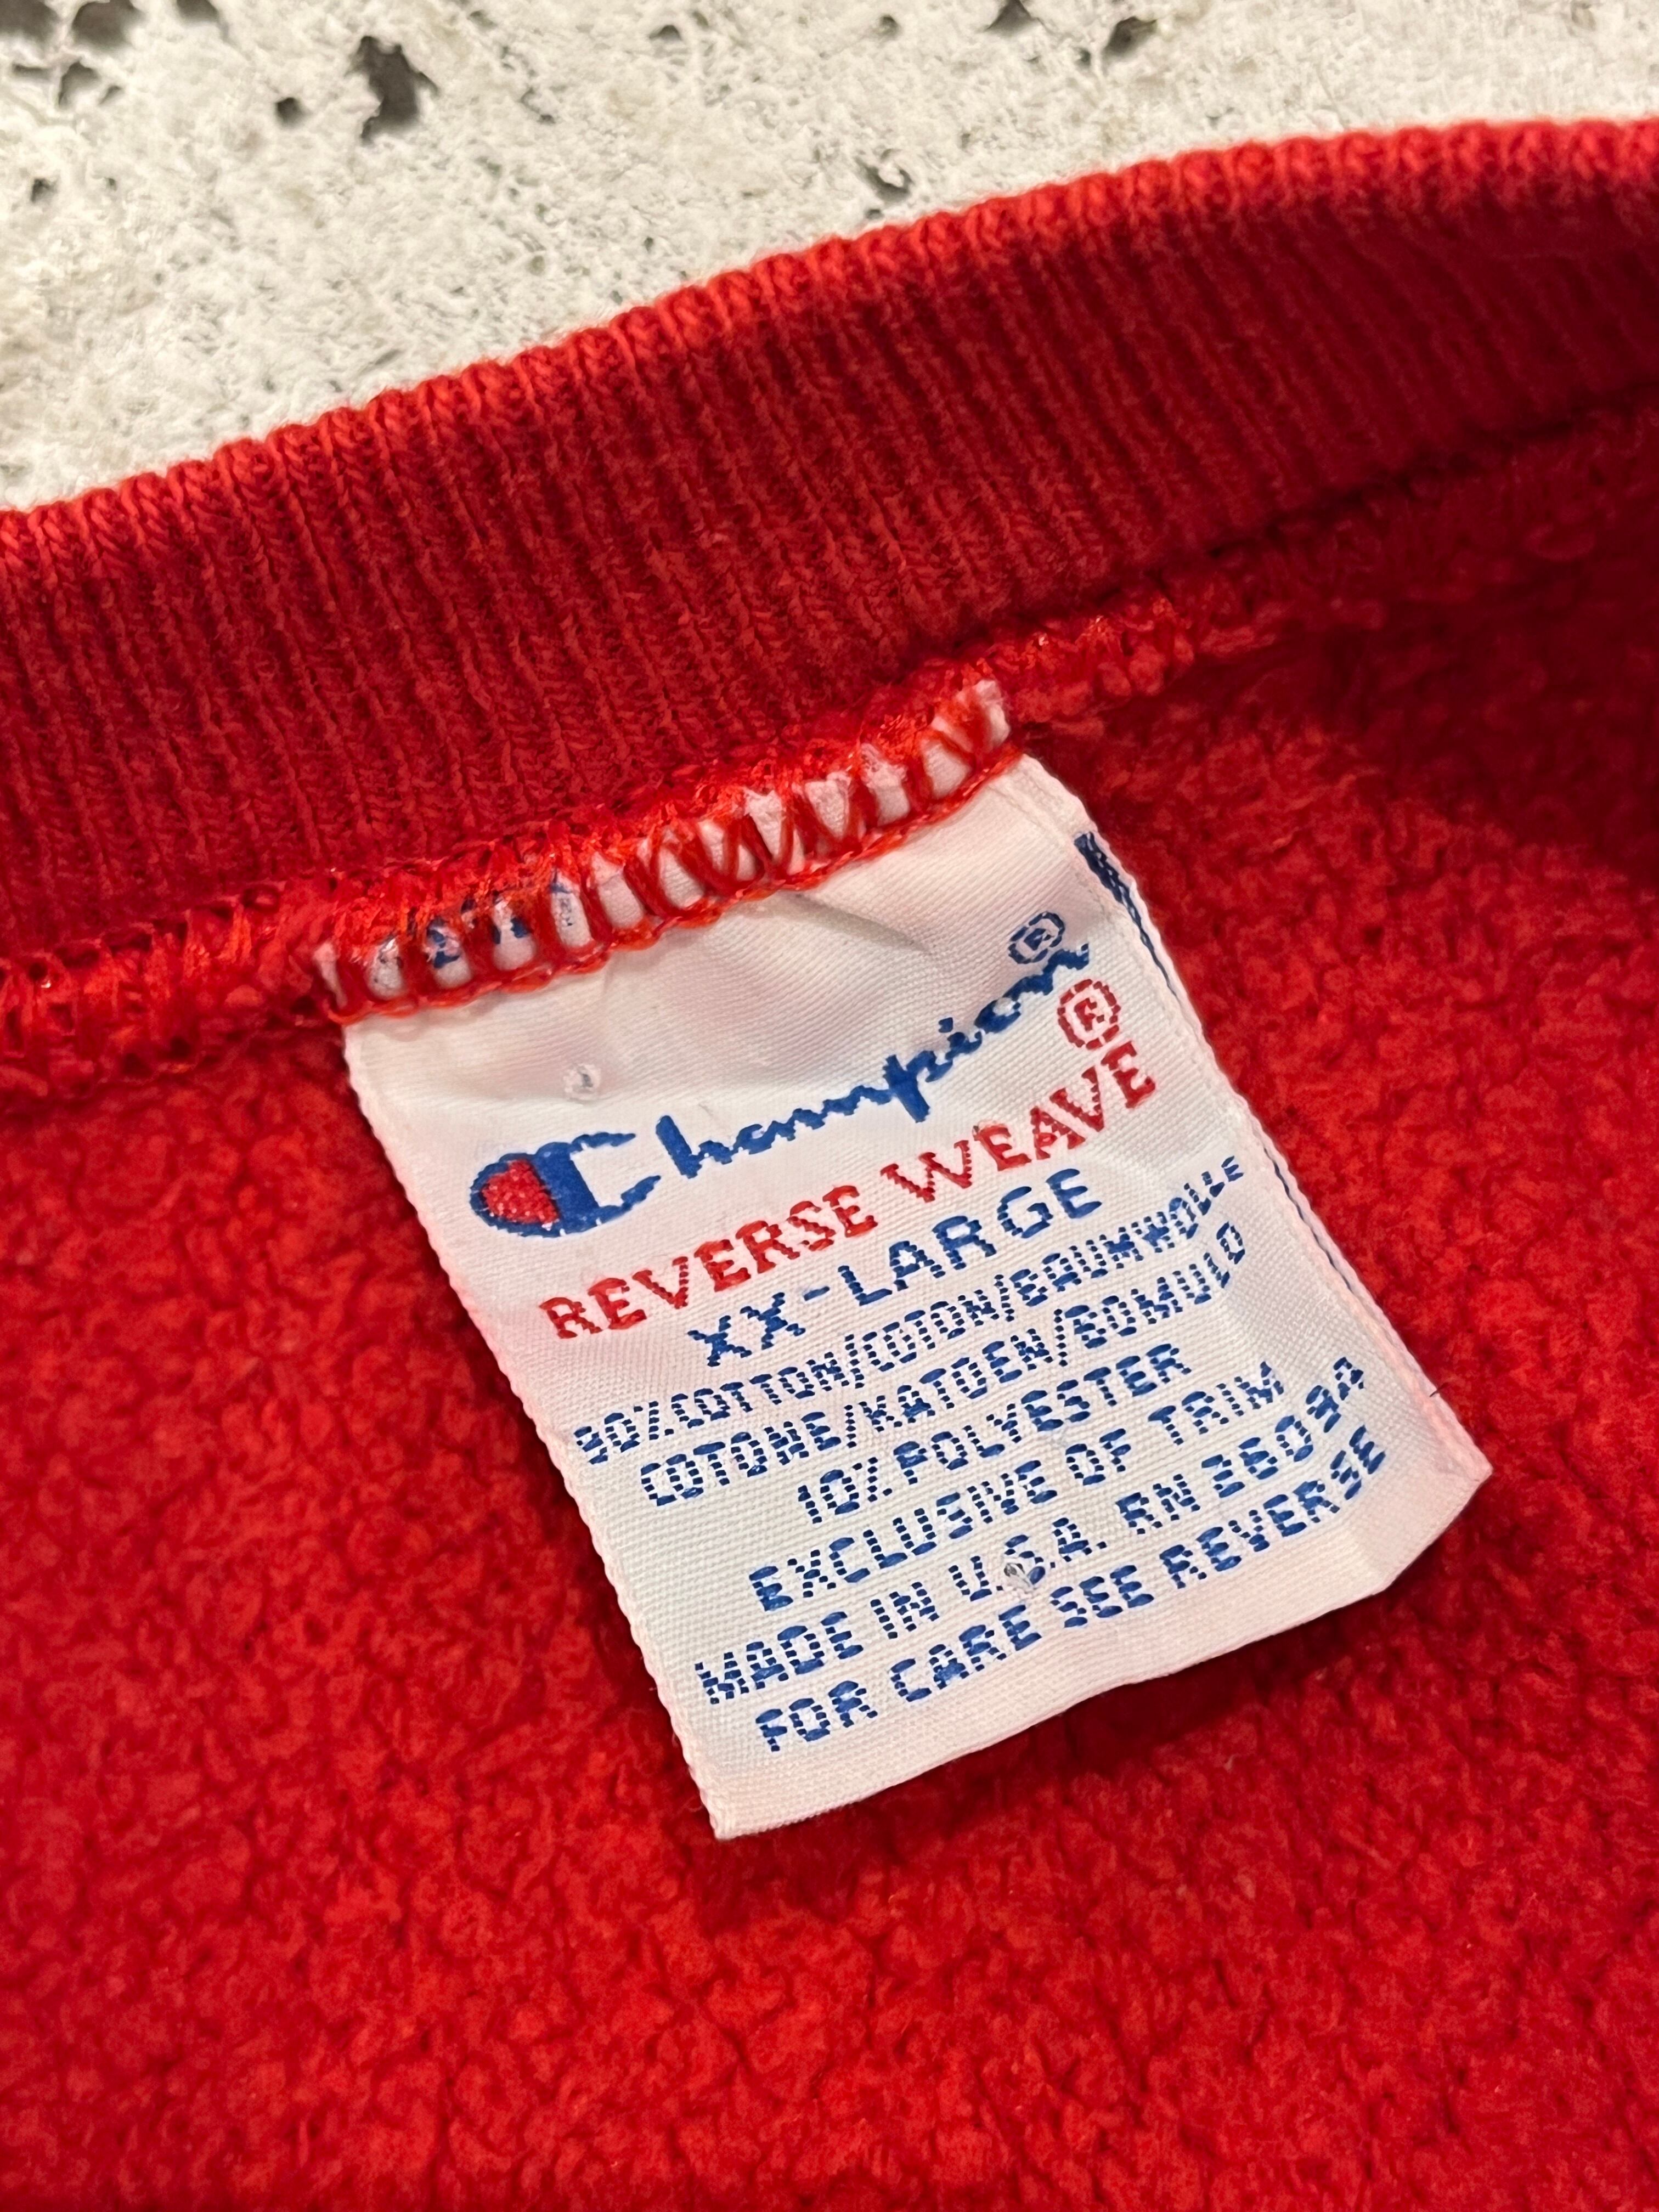 Champion®
REVERSE WEAVE®
XX-LARGE
90%COTTON/COTON/BAUMWOLLE
COTONE/KATOEN/BOMULD
10% POLYESTER
EXCLUSIVE OF TRIM
MADE IN U.S.A. RN 26094
FOR CARE SEE REVERSE